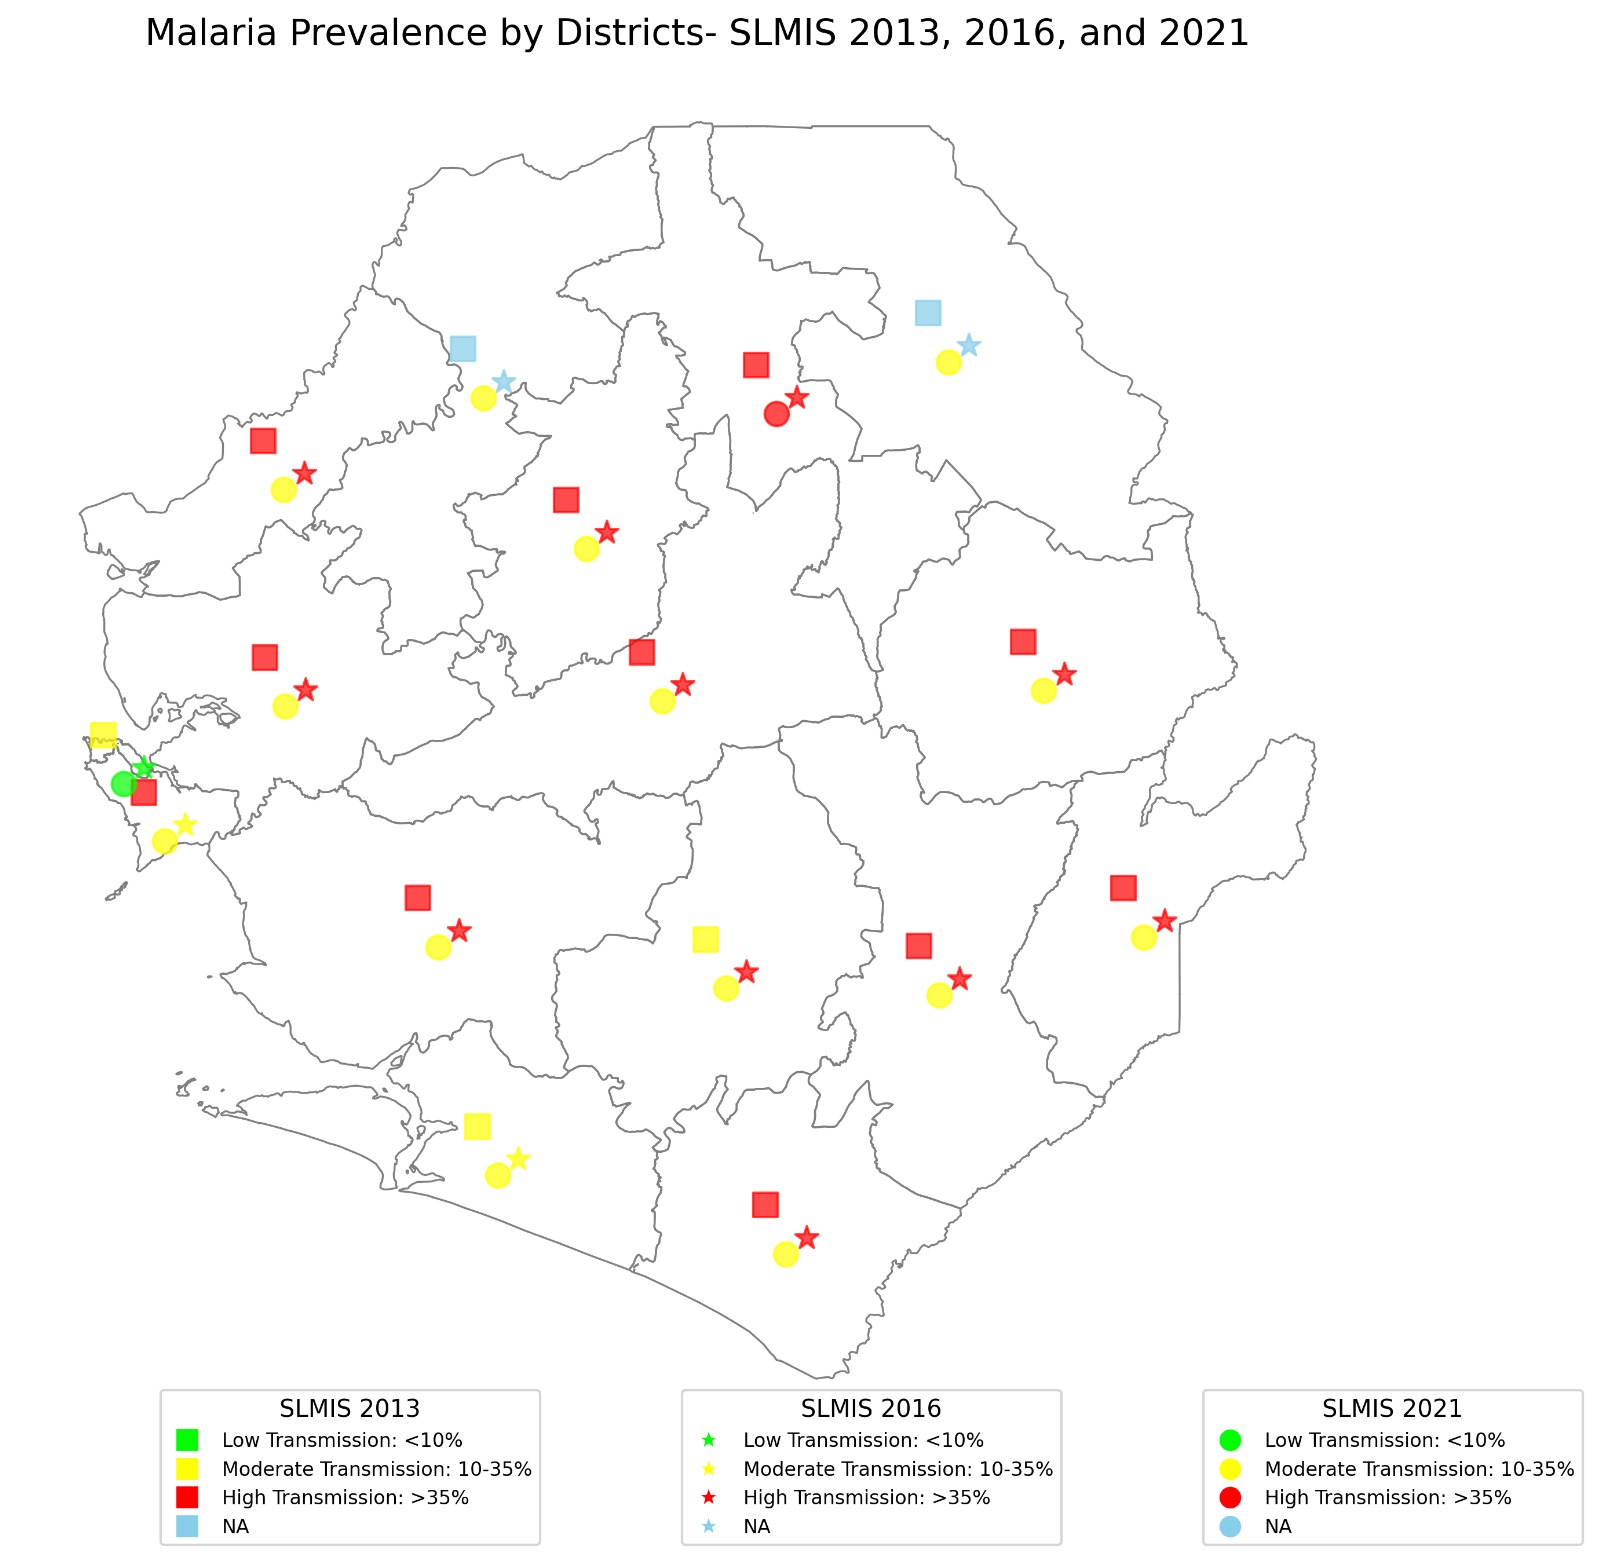 Malaria Prevalence by Districts- SLMIS 2013, 2016, and 2021
SLMIS 2013
Low Transmission: <10%
Moderate Transmission: 10-35%
High Transmission: >35%
NA
SLMIS 2016
Low Transmission: <10%
Moderate Transmission: 10-35%
High Transmission: >35%
NA
SLMIS 2021
Low Transmission: <10%
Moderate Transmission: 10-35%
High Transmission: >35%
NA